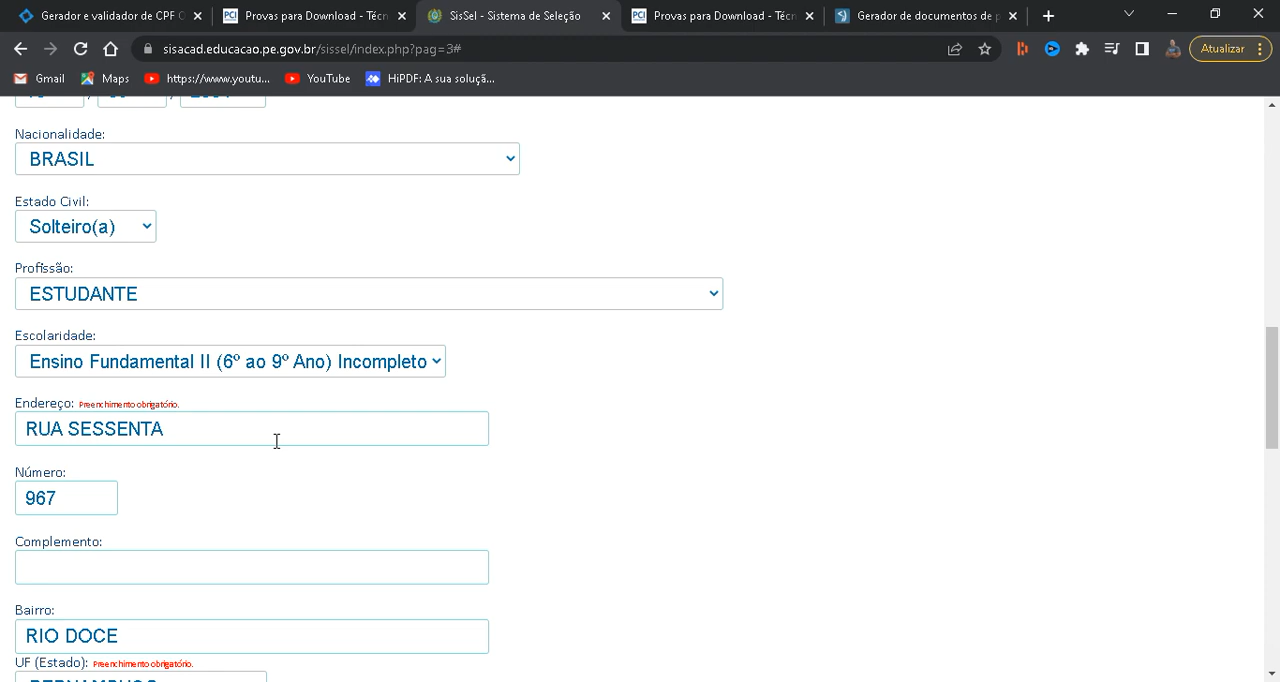 Gerador e validador de CPF
Provas para Download - Técn
SisSel - Sistema de Seleção
Provas para Download - Técn
Gerador de documentos de p
sisacad.educacao.pe.gov.br/sissel/index.php?pag=3#
Atualizar
Gmail
Maps
https://www.youtu...
YouTube
HiPDF: A sua soluçã...
Nacionalidade:
BRASIL
Estado Civil:
Solteiro(a)
Profissão:
ESTUDANTE
Escolaridade:
Ensino Fundamental II (6º ao 9º Ano) Incompleto
Endereço: Preenchimento obrigatório.
RUA SESSENTA
Número:
967
Complemento:
Bairro:
RIO DOCE
UF (Estado): Preenchimento obrigatório.